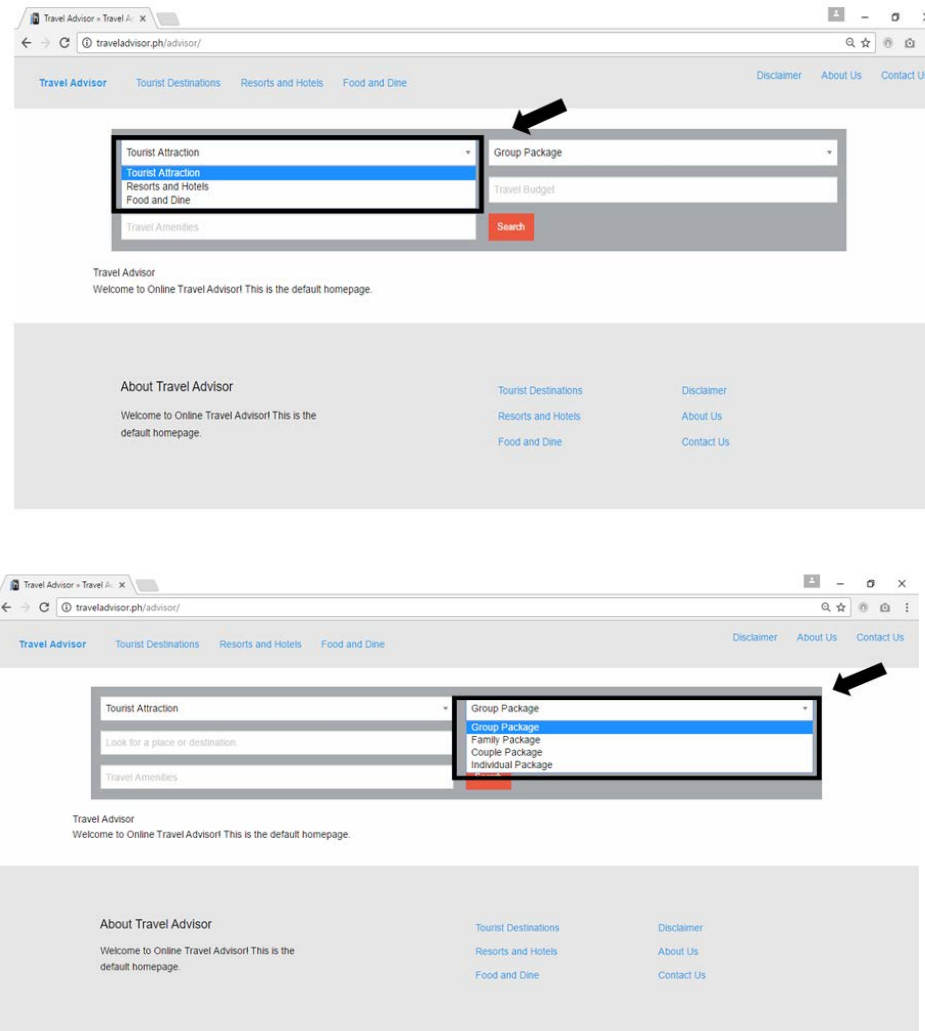 Travel Advisor » Travel Ad
traveladvisor.ph/advisor/
Travel Advisor Tourist Destinations Resorts and Hotels Food and Dine Disclaimer About Us Contact Us
Tourist Attraction Group Package
Tourist Attraction
Resorts and Hotels Travel Budget
Food and Dine
Travel Amenities Search
Travel Advisor
Welcome to Online Travel Advisor! This is the default homepage.
About Travel Advisor Tourist Destinations Disclaimer
Welcome to Online Travel Advisor! This is the Resorts and Hotels About Us
default homepage. Food and Dine Contact Us
Travel Advisor » Travel Ad
traveladvisor.ph/advisor/
Travel Advisor Tourist Destinations Resorts and Hotels Food and Dine Disclaimer About Us Contact Us
Tourist Attraction Group Package
Group Package
Look for a place or destination. Family Package
Couple Package
Travel Amenities Individual Package
Travel Advisor
Welcome to Online Travel Advisor! This is the default homepage.
About Travel Advisor Tourist Destinations Disclaimer
Welcome to Online Travel Advisor! This is the Resorts and Hotels About Us
default homepage. Food and Dine Contact Us